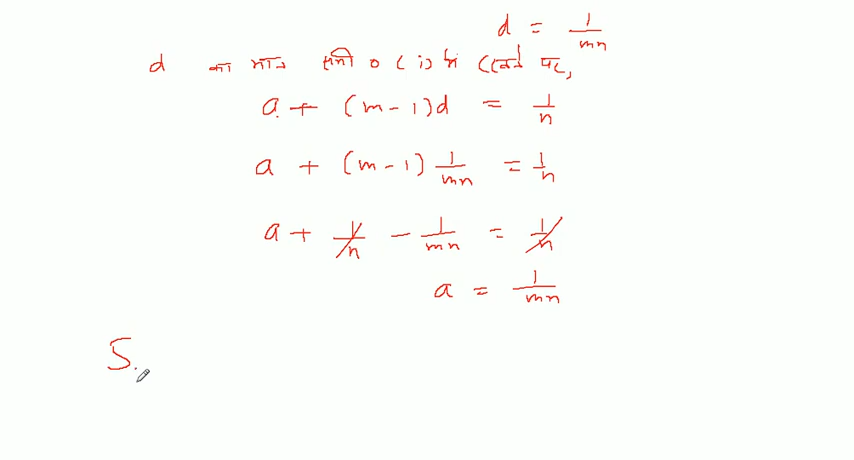 d = 1/mn
d का मान समी० (i) में रखने पर,
a + (m - 1)d = 1/n
a + (m - 1) 1/mn = 1/n
a + 1/n - 1/mn = 1/n
a = 1/mn
S.